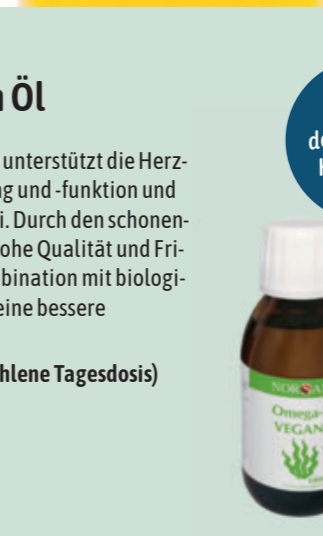 Öl
unterstützt die Herz-
ng und -funktion und
i. Durch den schonen-
ohe Qualität und Fri-
bination mit biologi-
eine bessere
hlene Tagesdosis)
de
NORSA
Omega-
VEGAN